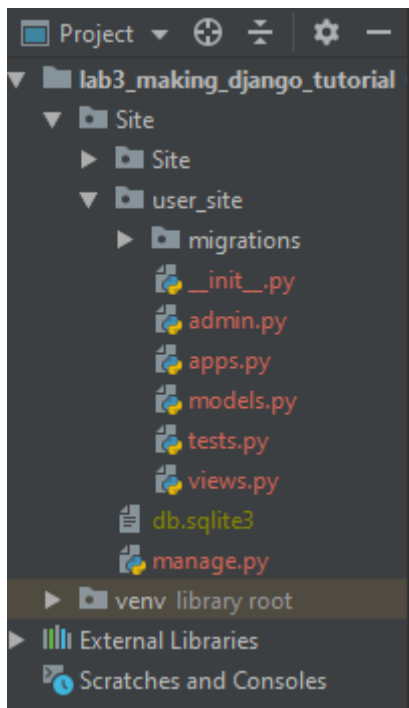 Project
lab3_making_django_tutorial
Site
Site
user_site
migrations
__init__.py
admin.py
apps.py
models.py
tests.py
views.py
db.sqlite3
manage.py
venv library root
External Libraries
Scratches and Consoles